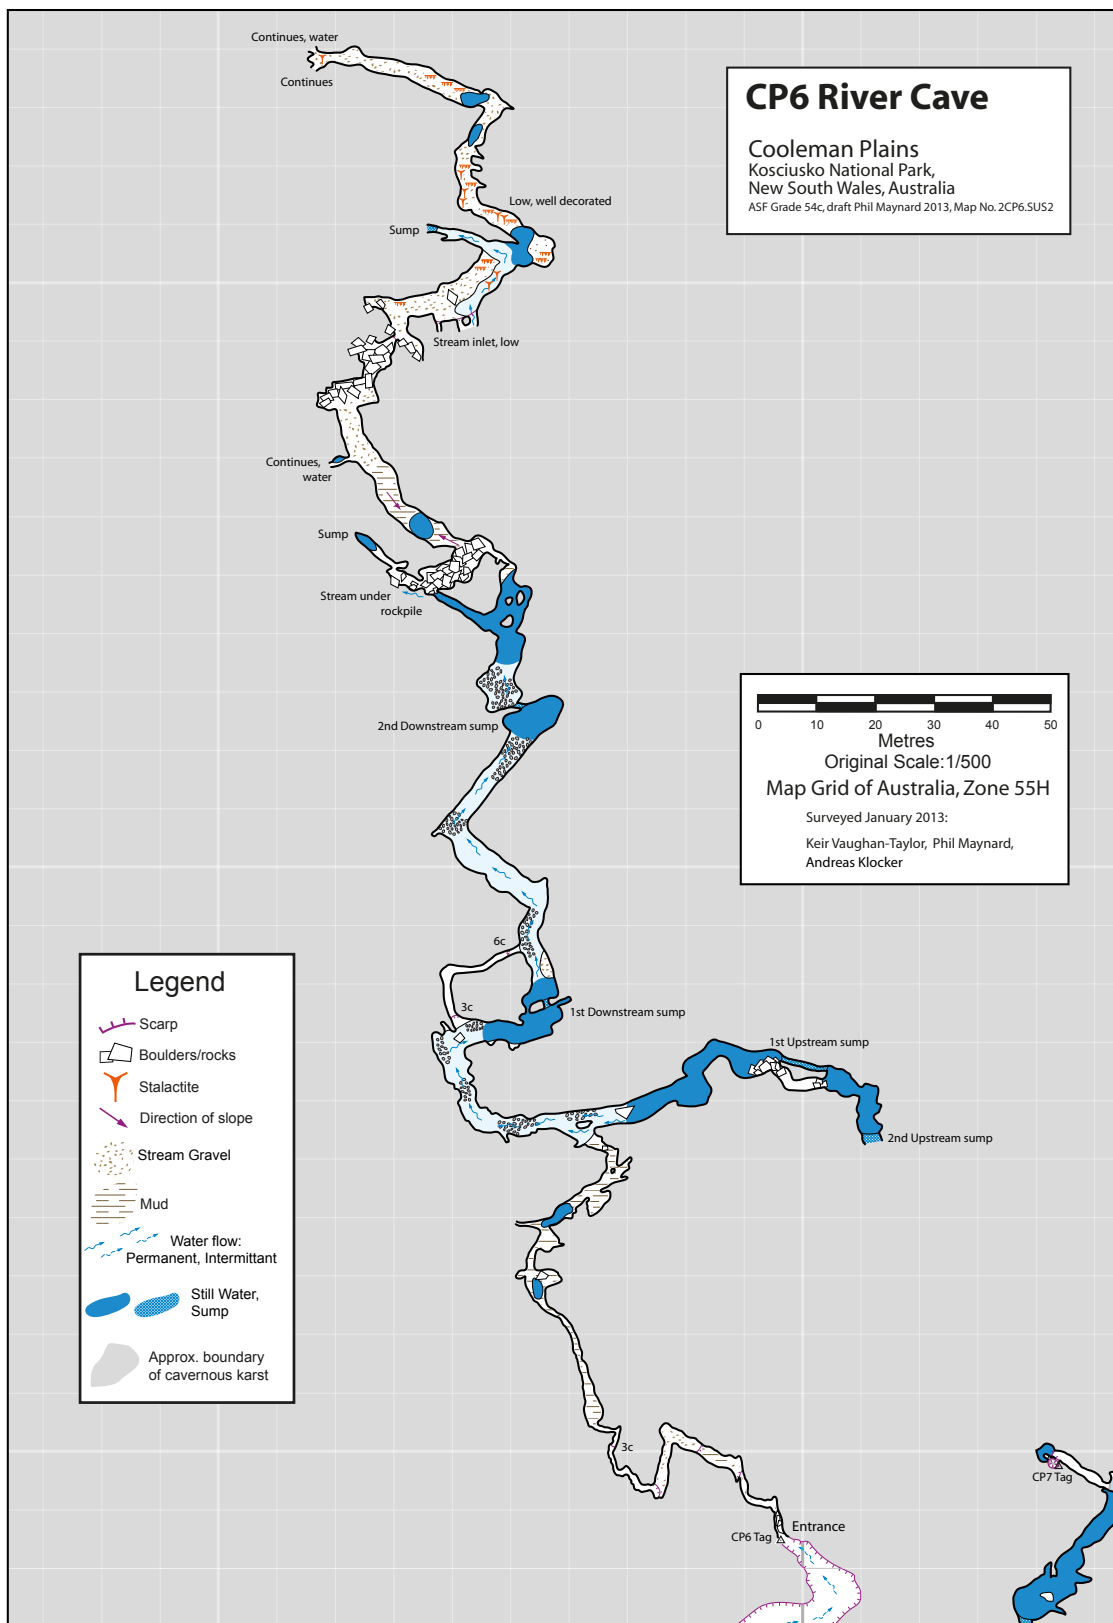 Continues, water
Continues
CP6 River Cave
Cooleman Plains
Kosciusko National Park,
New South Wales, Australia
ASF Grade 54c, draft Phil Maynard 2013, Map No. 2CP6.SUS2
Low, well decorated
Sump
Stream inlet, low
Continues,
water
Sump
Stream under
rockpile
2nd Downstream sump
0 10 20 30 40 50
Metres
Original Scale:1/500
Map Grid of Australia, Zone 55H
Surveyed January 2013:
Keir Vaughan-Taylor, Phil Maynard,
Andreas Klocker
6c
3c
1st Downstream sump
1st Upstream sump
2nd Upstream sump
Legend
Scarp
Boulders/rocks
Stalactite
Direction of slope
Stream Gravel
Mud
Water flow:
Permanent, Intermittant
Still Water,
Sump
Approx. boundary
of cavernous karst
3c
CP7 Tag
Entrance
CP6 Tag